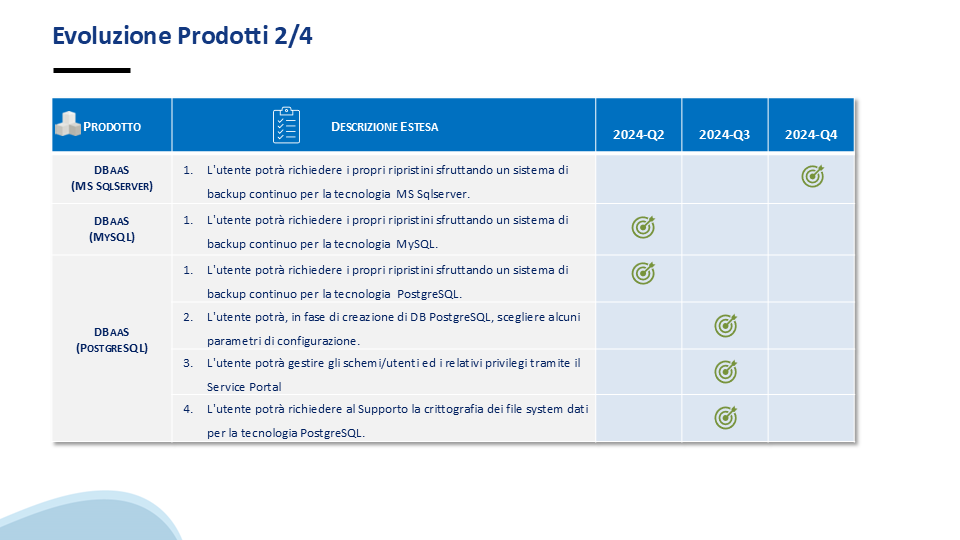 Evoluzione Prodotti 2/4
PRODOTTO
DESCRIZIONE ESTESA
2024-Q2
2024-Q3
2024-Q4
DBAAS
(MS SQLSERVER)
1. L'utente potrà richiedere i propri ripristini sfruttando un sistema di
backup continuo per la tecnologia MS Sqlserver.
DBAAS
(MYSQL)
1. L'utente potrà richiedere i propri ripristini sfruttando un sistema di
backup continuo per la tecnologia MySQL.
DBAAS
(POSTGRESQL)
1. L'utente potrà richiedere i propri ripristini sfruttando un sistema di
backup continuo per la tecnologia PostgreSQL.
2. L'utente potrà, in fase di creazione di DB PostgreSQL, scegliere alcuni
parametri di configurazione.
3. L'utente potrà gestire gli schemi/utenti ed i relativi privilegi tramite il
Service Portal
4. L'utente potrà richiedere al Supporto la crittografia dei file system dati
per la tecnologia PostgreSQL.